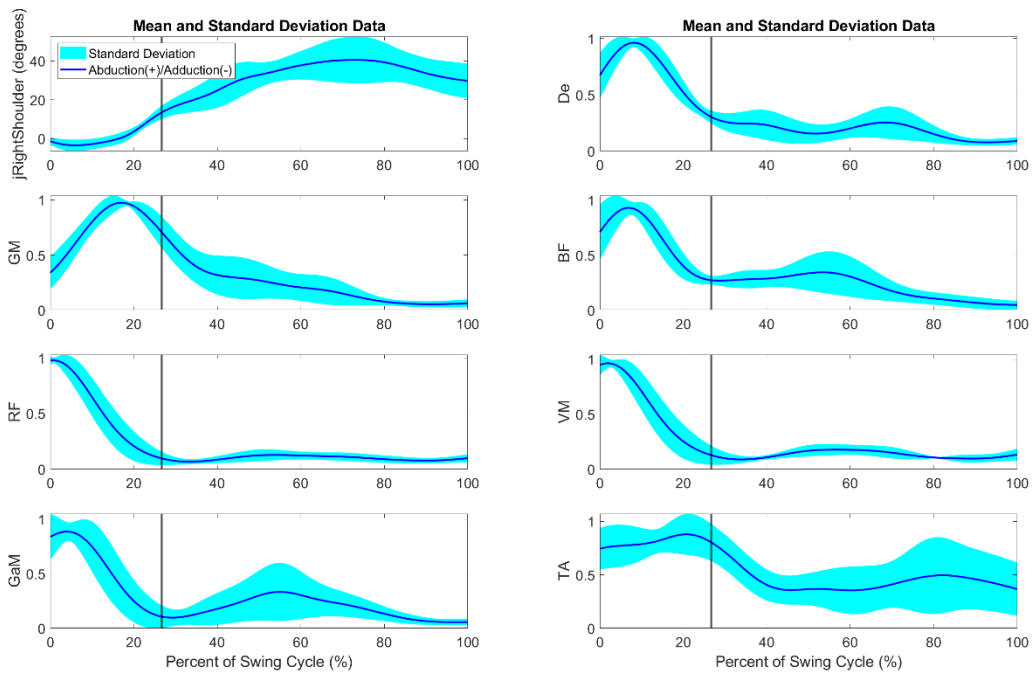 Mean and Standard Deviation Data
jRightShoulder (degrees)
40
20
0
Standard Deviation
Abduction(+)/Adduction(-)
0 20 40 60 80 100
Mean and Standard Deviation Data
De
1
0.5
0
0 20 40 60 80 100
GM
1
0.5
0
0 20 40 60 80 100
BF
1
0.5
0
0 20 40 60 80 100
RF
1
0.5
0
0 20 40 60 80 100
VM
1
0.5
0
0 20 40 60 80 100
GaM
1
0.5
0
0 20 40 60 80 100
Percent of Swing Cycle (%)
TA
1
0.5
0
0 20 40 60 80 100
Percent of Swing Cycle (%)